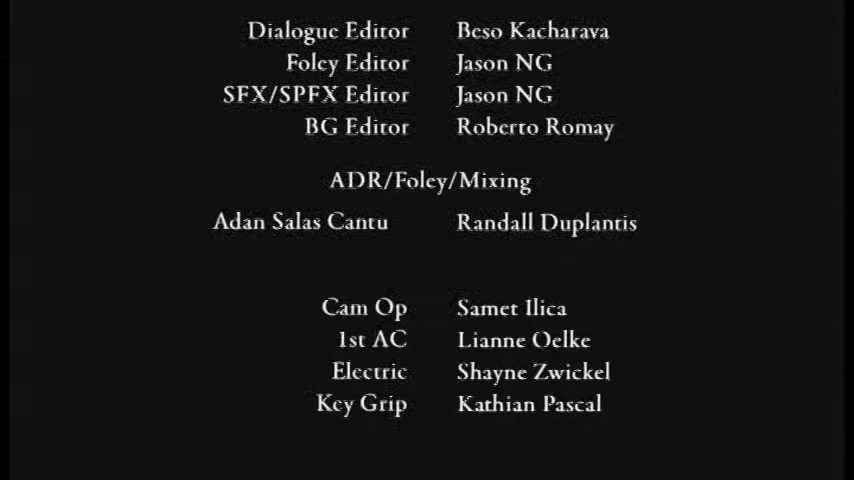 Dialogue Editor Beso Kacharava
Foley Editor Jason NG
SFX/SPFX Editor Jason NG
BG Editor Roberto Romay
ADR/Foley/Mixing
Adan Salas Cantu Randall Duplantis
Cam Op Samet Ilica
1st AC Lianne Oelke
Electric Shayne Zwickel
Key Grip Kathian Pascal